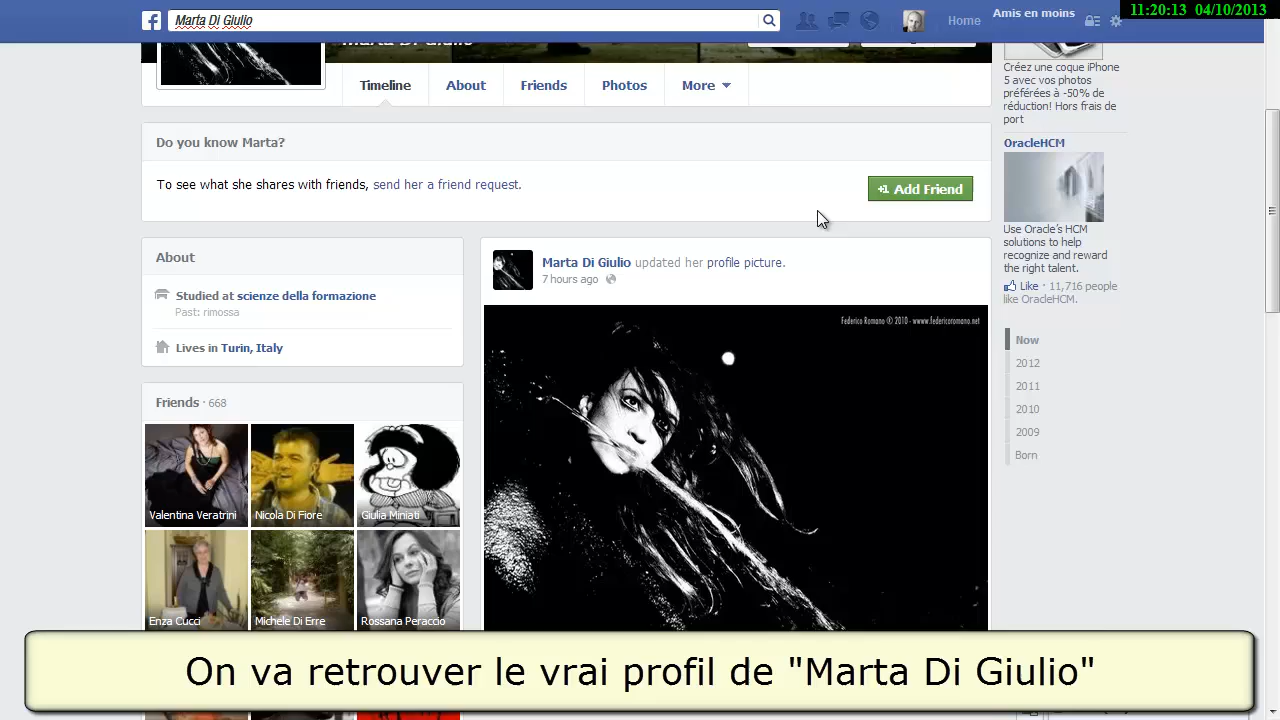 11:20:13 04/10/2013
Marta Di Giulio
Home
Amis en moins
Marta Di Giulio
Timeline
About
Friends
Photos
More
Do you know Marta?
To see what she shares with friends, send her a friend request.
+1 Add Friend
About
Studied at scienze della formazione
Past: rimossa
Lives in Turin, Italy
Friends · 668
Valentina Veratrini
Nicola Di Fiore
Giulia Miniati
Enza Cucci
Michele Di Erre
Rossana Peraccio
Marta Di Giulio updated her profile picture.
7 hours ago
Federico Romano © 2010 - www.federicoromano.net
Créez une coque iPhone
5 avec vos photos
préférées à -50% de
réduction! Hors frais de
port
OracleHCM
Use Oracle's HCM
solutions to help
recognize and reward
the right talent.
Like · 11,716 people
like OracleHCM.
Now
2012
2011
2010
2009
Born
On va retrouver le vrai profil de "Marta Di Giulio"